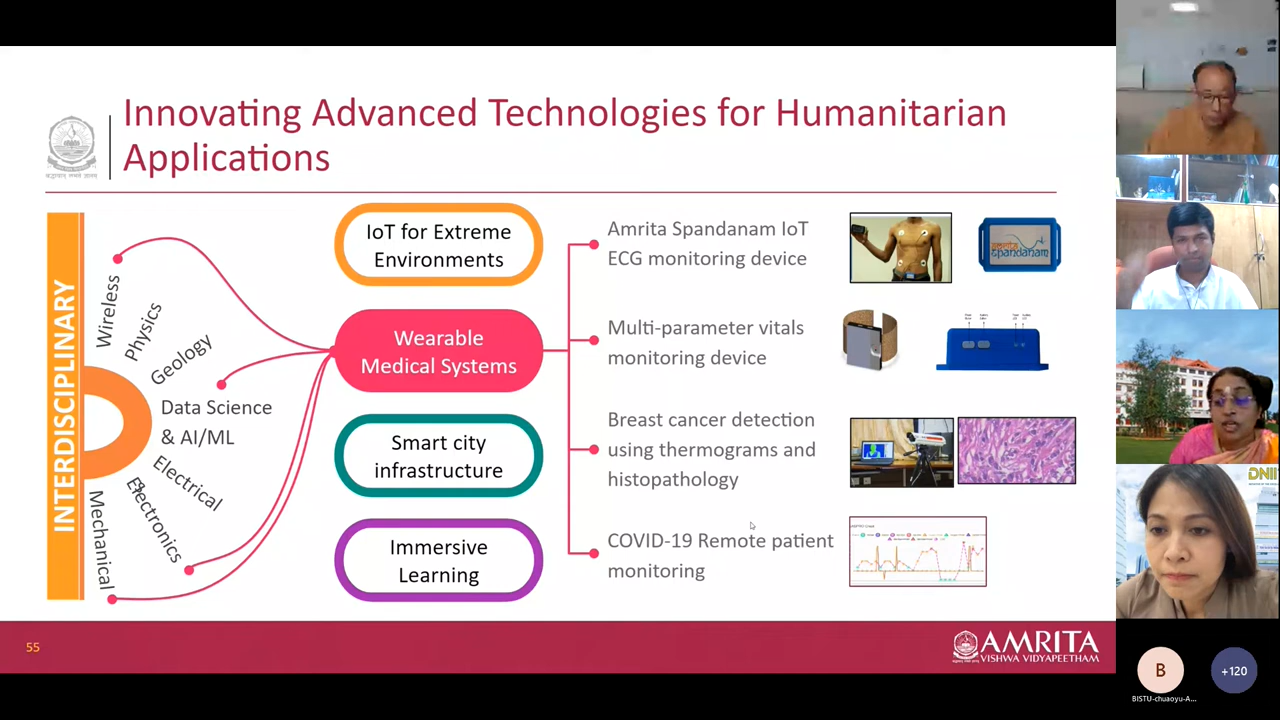 Innovating Advanced Technologies for Humanitarian
Applications
INTERDISCIPLINARY
Wireless
Physics
Geology
Data Science
& AI/ML
Electrical
Electronics
Mechanical
IoT for Extreme
Environments
Wearable
Medical Systems
Smart city
infrastructure
Immersive
Learning
Amrita Spandanam IoT
ECG monitoring device
amrita
spandanam
Multi-parameter vitals
monitoring device
Breast cancer detection
using thermograms and
histopathology
COVID-19 Remote patient
monitoring
55
AMRITA
VISHWA VIDYAPEETHAM
B
+120
BISTU-chuaoyu-A...